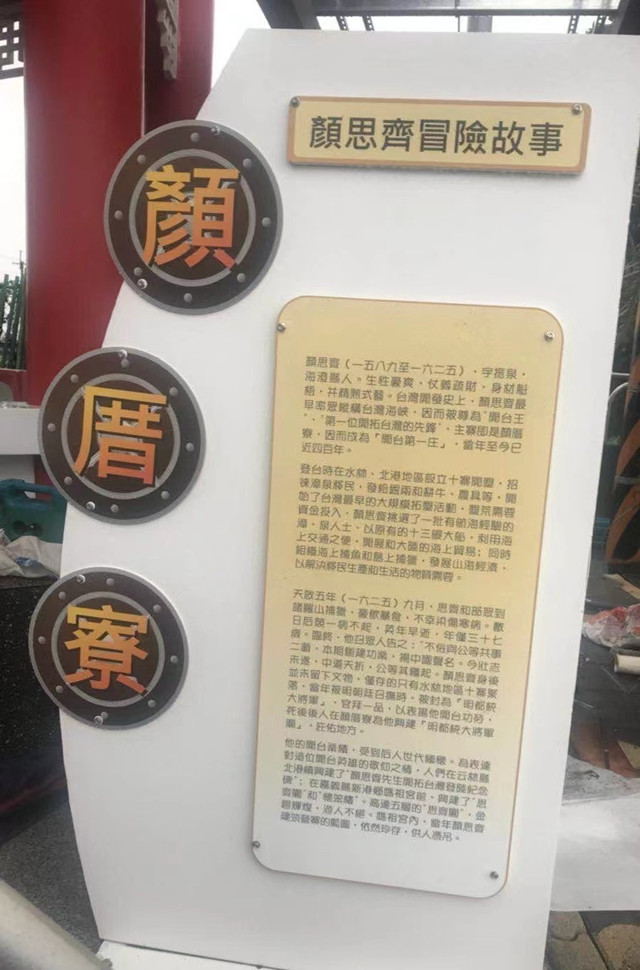 顏思齊冒險故事
顏
厝
寮
顏思齊（一五八九至一六二五），字振泉，
海澄縣人。生性豪爽，仗義疏財，身材魁
梧，并精熟武藝。台灣開發史上，顏思齊最
早率眾縱橫台灣海峽，因而被尊為"開台王
"、"第一位開拓台灣的先鋒"，主寨即是顏厝
寮，因而成為「開台第一庄」，當年至今已
近四百年。
登台時在水林、北港地區設立十寨開墾，招
徠漳泉移民，發給銀兩和耕牛、農具等，開
始了台灣最早的大規模拓墾活動，墾荒需要
資金投入，顏思齊挑選了一批有航海經驗的
漳，泉人士，以原有的十三艘大船，利用海
上交通之便，開展和大陸的海上貿易；同時
組織海上捕魚和島上捕獵，發展山海經濟，
以解決移民生產和生活的物質需要。
天啟五年（一六二五）九月，思齊和部眾到
諸羅山捕獵，豪飲暴食，不幸染傷寒病。數
日后竟一病不起，英年早逝，年僅三十七
歲。臨終，他召眾人告之："不佞與公等共事
二載，本期創建功業，揚中國聲名。今壯志
未遂，中道夭折，公等其繼起。顏思齊身後
並未留下文物，僅存的只有水林地區十寨聚
落，當年被明朝廷召撫時，被封為「明都統
大將軍」，官拜一品，以表揚他開台功勞，
死後後人在顏厝寮為他興建「明都統大將軍
廟」，庇佑地方。
他的開台業績，受到后人世代緬懷。為表達
對這位開台英雄的敬仰之情，人們在云林縣
北港鎮興建了"顏思齊先生開拓台灣登陸紀念
碑"；在嘉義縣新港鄉媽祖宮前，興建了"思
齊閣"和"懷笨樓"。高達五層的"思齊閣"，金
碧輝煌，游人不絕。媽祖宮內，當年顏思齊
建筑營寨的藍圖，依然珍存，供人憑吊。